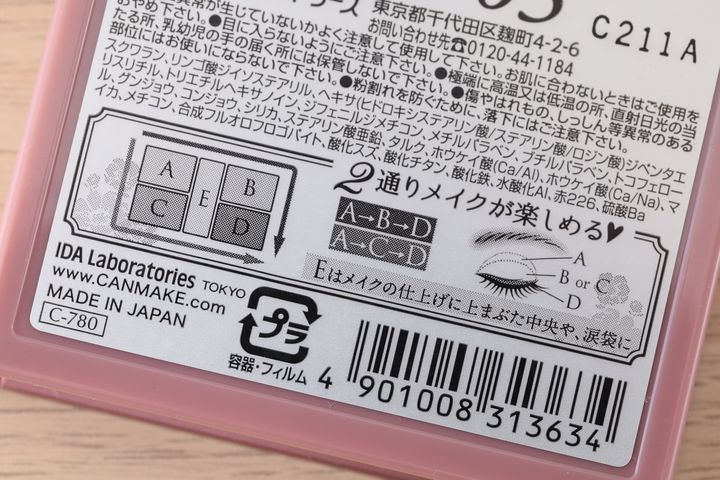 東京都千代田区麹町4-2-6
お問い合せ先☎0120-44-1184
C211A
異常が生じていないかよく注意して使用して下さい。お肌に合わないときはご使用を
おやめ下さい。●目に入らないようにご注意下さい。●極端に高温又は低温の所、直射日光の当
たる所、乳幼児の手の届く所には保管しないで下さい。●傷やはれもの、しっしん等異常のある
部位にはお使いにならないで下さい。●粉割れを防ぐために、落下にはご注意下さい。
スクワラン、リンゴ酸ジイソステアリル、ヘキサ(ヒドロキシステアリン酸/ステアリン酸/ロジン酸)ジペンタエ
リスリチル、トリエチルヘキサノイン、ジフェニルジメチコン、メチルパラベン、ブチルパラベン、トコフェロー
ル、グンジョウ、コンジョウ、シリカ、ステアリン酸亜鉛、タルク、ホウケイ酸(Ca/Al)、ホウケイ酸(Ca/Na)、マ
イカ、メチコン、合成フルオロフロゴパイト、酸化スズ、酸化チタン、酸化鉄、水酸化Al、赤226、硫酸Ba
A
B
C
D
E
2通りメイクが楽しめる♥
A→B→D
A→C→D
A
B or C
D
Eはメイクの仕上げに上まぶた中央や、涙袋に
IDA Laboratories TOKYO
www.CANMAKE.com
MADE IN JAPAN
C-780
プラ
容器・フィルム
4 901008 313634